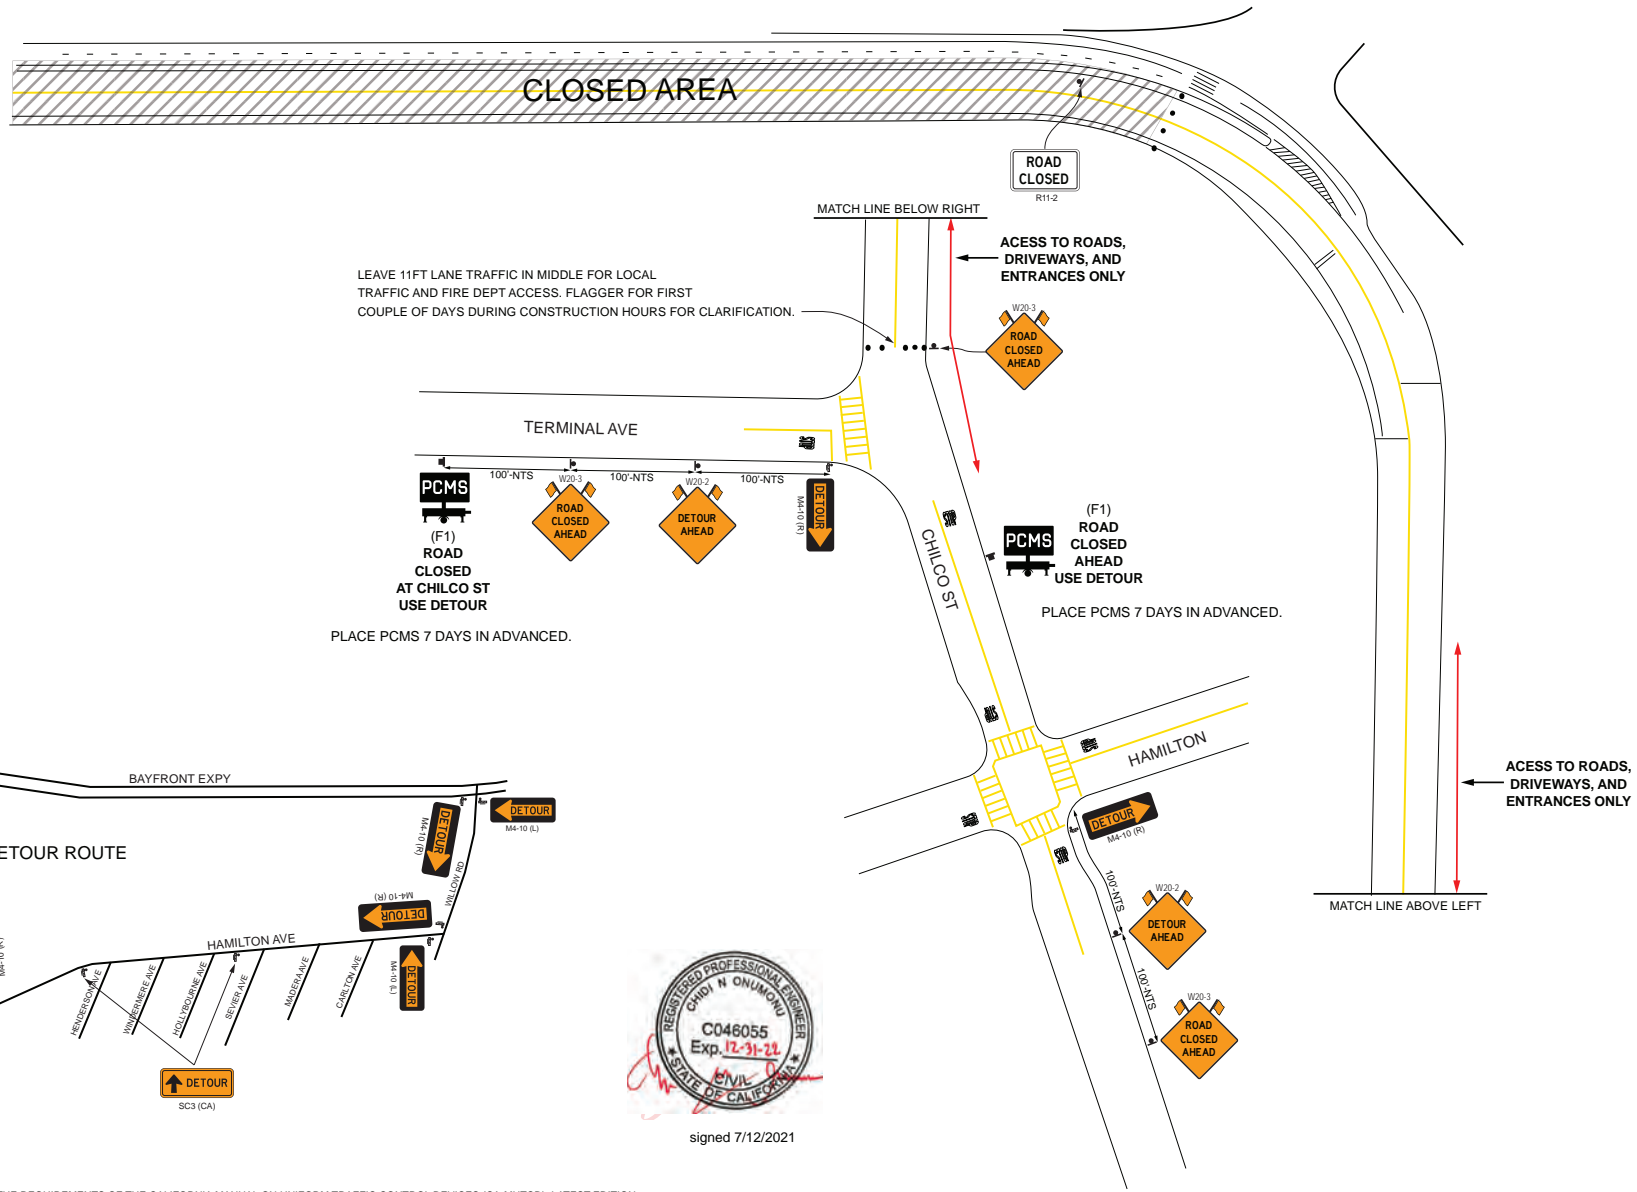 CLOSED AREA
ROAD
CLOSED
R11-2
MATCH LINE BELOW RIGHT
ACESS TO ROADS,
DRIVEWAYS, AND
ENTRANCES ONLY
LEAVE 11FT LANE TRAFFIC IN MIDDLE FOR LOCAL
TRAFFIC AND FIRE DEPT ACCESS. FLAGGER FOR FIRST
COUPLE OF DAYS DURING CONSTRUCTION HOURS FOR CLARIFICATION.
W20-3
ROAD
CLOSED
AHEAD
TERMINAL AVE
STOP
100'-NTS
100'-NTS
100'-NTS
PCMS
(F1)
ROAD
CLOSED
AT CHILCO ST
USE DETOUR
PLACE PCMS 7 DAYS IN ADVANCED.
W20-3
ROAD
CLOSED
AHEAD
W20-2
DETOUR
AHEAD
M4-10 (R)
DETOUR
CHILCO ST
PCMS
(F1)
ROAD
CLOSED
AHEAD
USE DETOUR
PLACE PCMS 7 DAYS IN ADVANCED.
HAMILTON
DETOUR
M4-10 (R)
100'-NTS
W20-2
DETOUR
AHEAD
100'-NTS
W20-3
ROAD
CLOSED
AHEAD
ACESS TO ROADS,
DRIVEWAYS, AND
ENTRANCES ONLY
MATCH LINE ABOVE LEFT
BAYFRONT EXPY
DETOUR
M4-10 (L)
M4-10 (R)
DETOUR
WILLOW RD
ETOUR ROUTE
M4-10 (R)
DETOUR
HAMILTON AVE
M4-10 (L)
DETOUR
M4-10 (R)
HENDERSON AVE
WINDERMERE AVE
HOLLYBOURNE AVE
SEVIER AVE
MADERA AVE
CARLTON AVE
DETOUR
SC3 (CA)
REGISTERED PROFESSIONAL ENGINEER
CHIDI N ONUMONU
C046055
Exp. 12-31-22
CIVIL
STATE OF CALIFORNIA
signed 7/12/2021